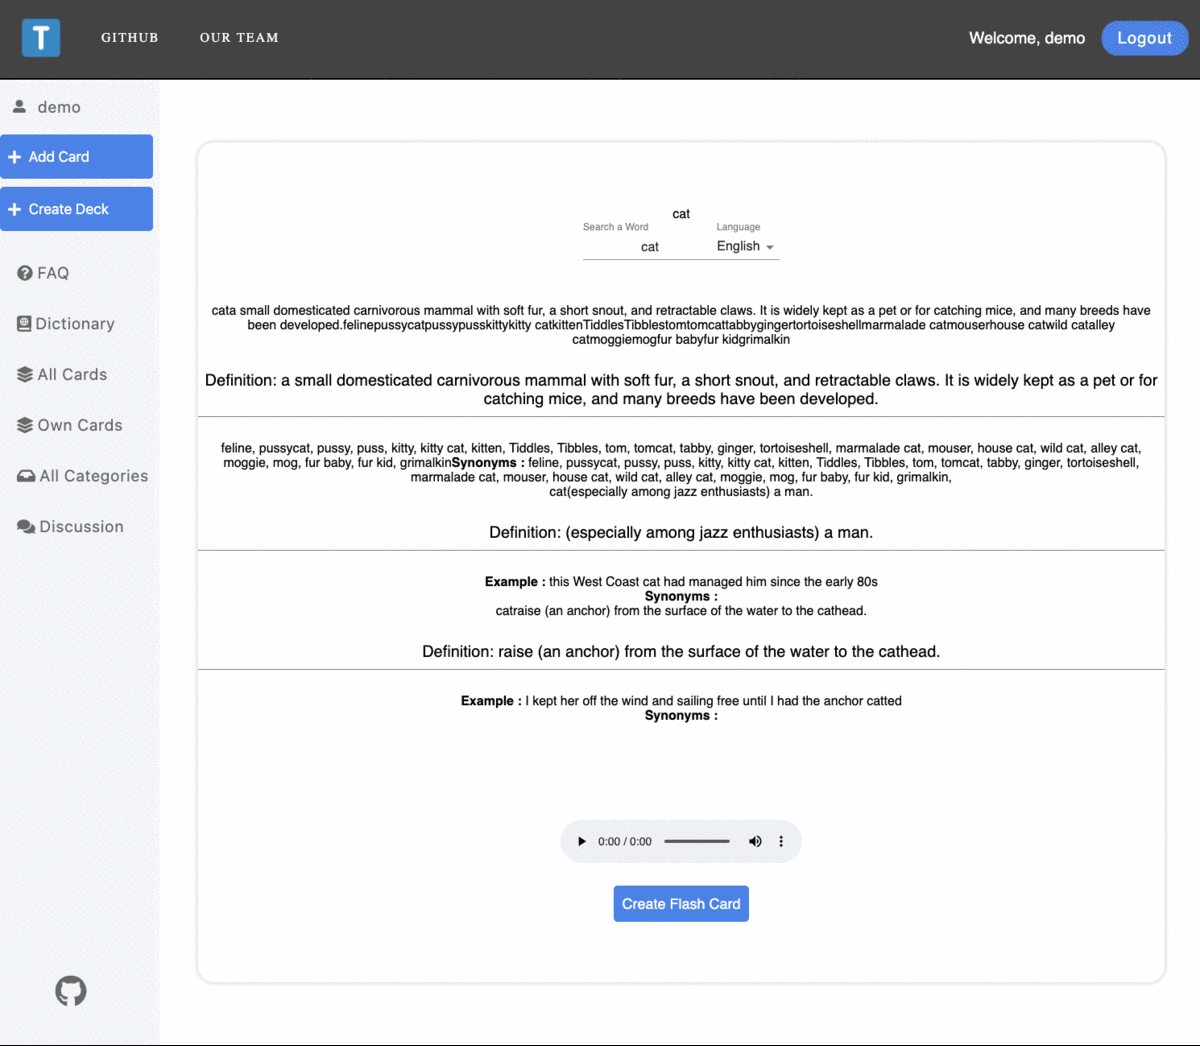 T
GITHUB
OUR TEAM
Welcome, demo
Logout
demo
Add Card
Create Deck
FAQ
Dictionary
All Cards
Own Cards
All Categories
Discussion
cat
Search a Word
Language
cat
English
cata small domesticated carnivorous mammal with soft fur, a short snout, and retractable claws. It is widely kept as a pet or for catching mice, and many breeds have
been developed.felinepussycatpussypusskittykitty catkittenTiddlesTibblestomtomcattabbygingertortoiseshellmarmalade catmouserhouse catwild catalley
catmoggiemogfur babyfur kidgrimalkin
Definition: a small domesticated carnivorous mammal with soft fur, a short snout, and retractable claws. It is widely kept as a pet or for
catching mice, and many breeds have been developed.
feline, pussycat, pussy, puss, kitty, kitty cat, kitten, Tiddles, Tibbles, tom, tomcat, tabby, ginger, tortoiseshell, marmalade cat, mouser, house cat, wild cat, alley cat,
moggie, mog, fur baby, fur kid, grimalkinSynonyms : feline, pussycat, pussy, puss, kitty, kitty cat, kitten, Tiddles, Tibbles, tom, tomcat, tabby, ginger, tortoiseshell,
marmalade cat, mouser, house cat, wild cat, alley cat, moggie, mog, fur baby, fur kid, grimalkin,
cat(especially among jazz enthusiasts) a man.
Definition: (especially among jazz enthusiasts) a man.
Example : this West Coast cat had managed him since the early 80s
Synonyms :
catraise (an anchor) from the surface of the water to the cathead.
Definition: raise (an anchor) from the surface of the water to the cathead.
Example : I kept her off the wind and sailing free until I had the anchor catted
Synonyms :
0:00 / 0:00
Create Flash Card